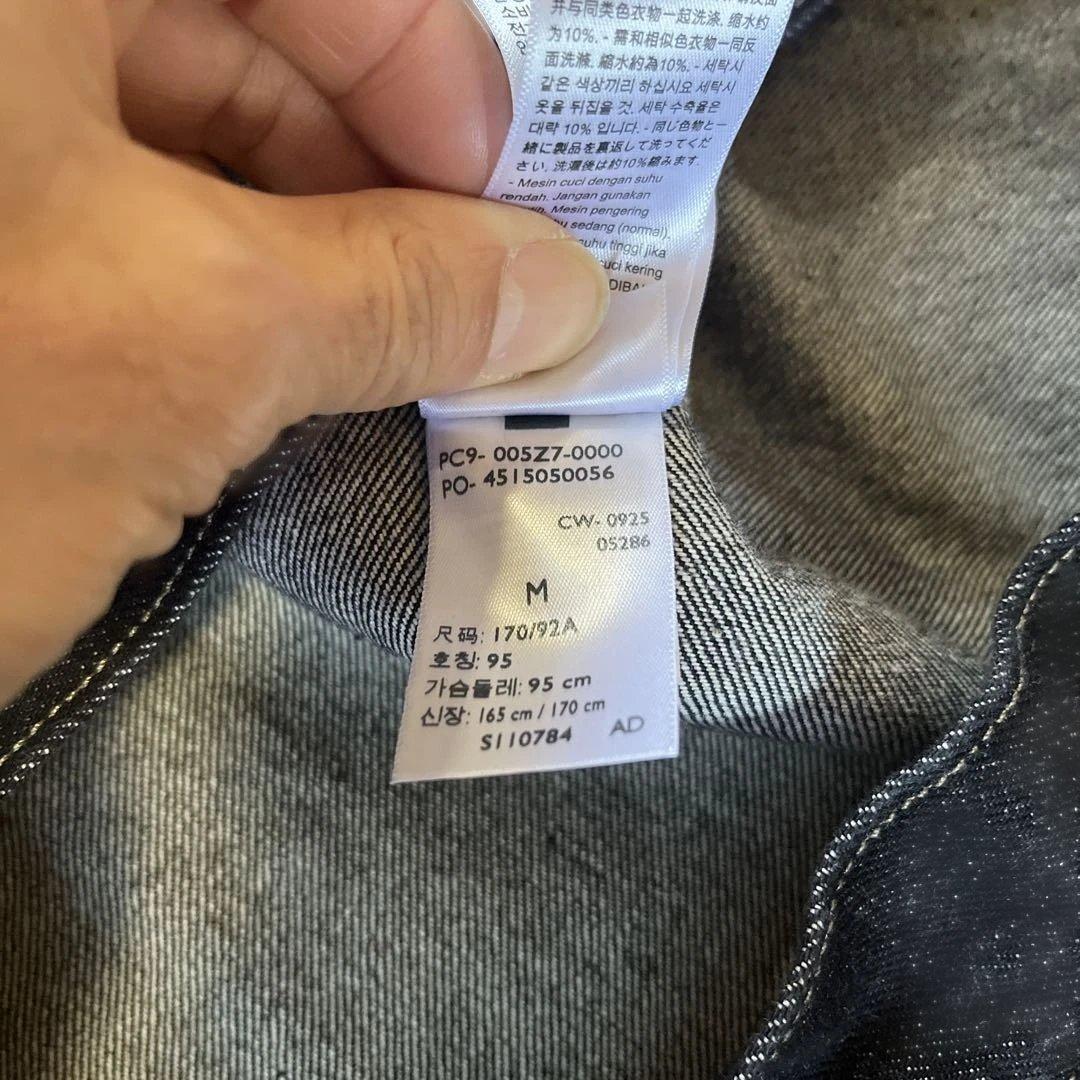 并与同类色衣物一起洗涤. 缩水约
为10%. - 需和相似色衣物一同反
面洗滌. 縮水約為10%. - 세탁시
같은 색상끼리 하십시요 세탁시
옷을 뒤집을 것. 세탁 수축율은
대략 10% 입니다. - 同じ色物と一
緒に製品を裏返して洗ってくだ
さい. 洗濯後は約10%縮みます.
- Mesin cuci dengan suhu
rendah. Jangan gunakan
Mesin pengering
sedang (normal),
suhu tinggi jika
cuci kering
PC9- 005Z7-0000
PO- 4515050056
CW- 0925
05286
M
尺码: 170/92A
호칭: 95
가슴둘레: 95 cm
신장: 165 cm / 170 cm
S110784
AD